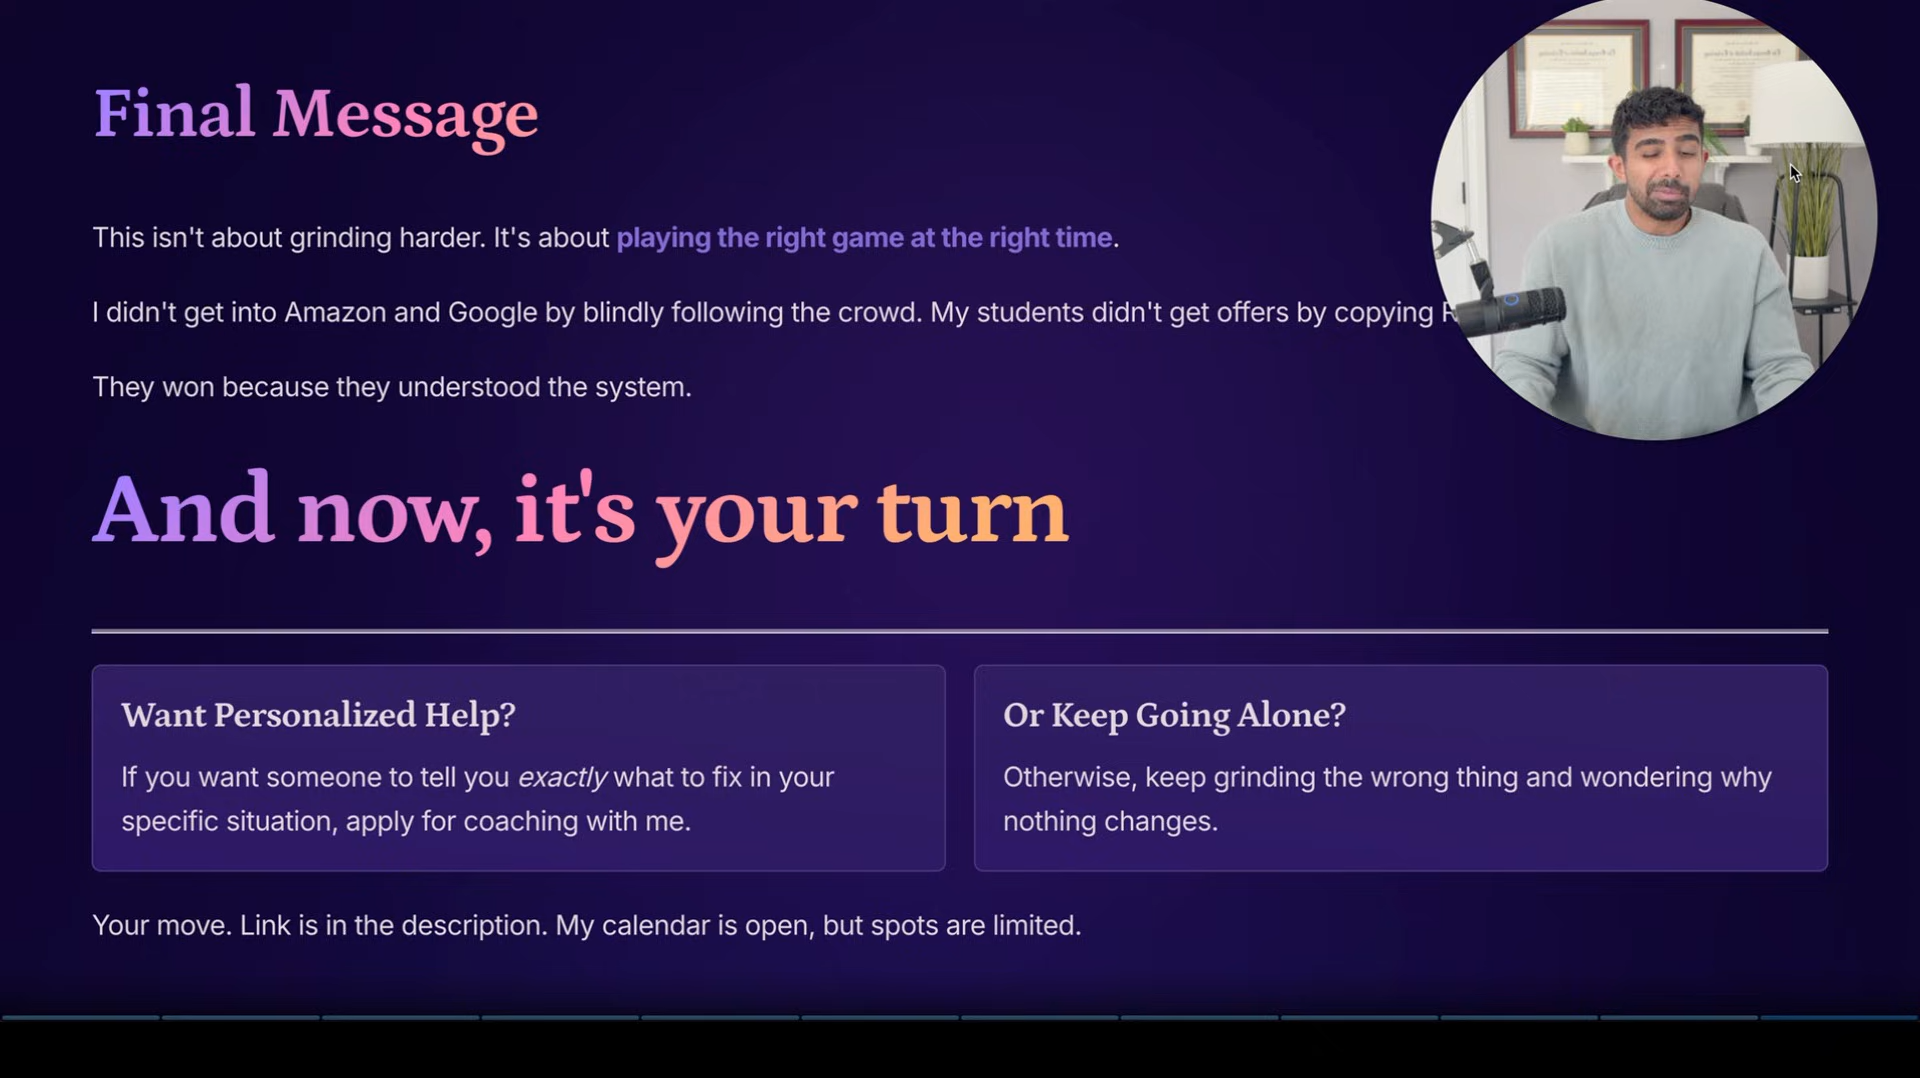 Final Message
This isn't about grinding harder. It's about playing the right game at the right time.
I didn't get into Amazon and Google by blindly following the crowd. My students didn't get offers by copying
They won because they understood the system.
And now, it's your turn
Want Personalized Help?
If you want someone to tell you exactly what to fix in your
specific situation, apply for coaching with me.
Or Keep Going Alone?
Otherwise, keep grinding the wrong thing and wondering why
nothing changes.
Your move. Link is in the description. My calendar is open, but spots are limited.